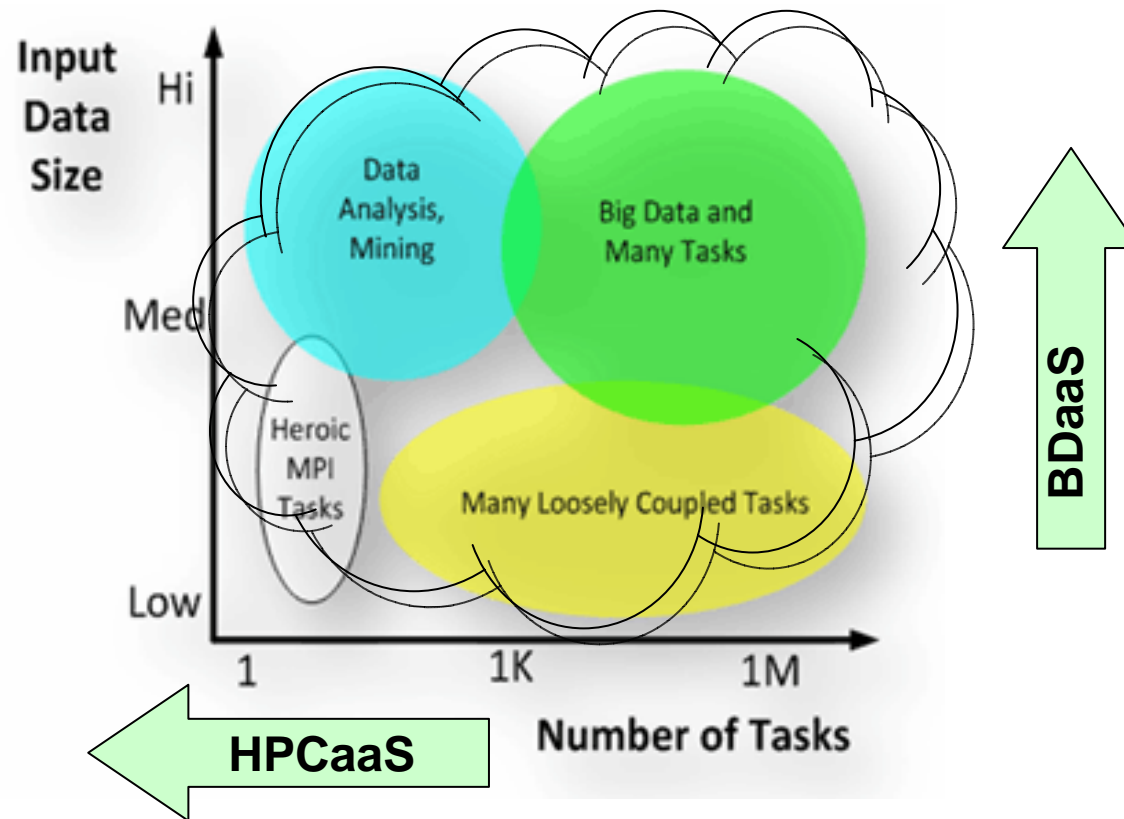 Input
Data
Size
Hi
Med
Low
Data
Analysis,
Mining
Big Data and
Many Tasks
Heroic
MPI
Tasks
Many Loosely Coupled Tasks
1
1K
1M
Number of Tasks
HPCaaS
BDaaS